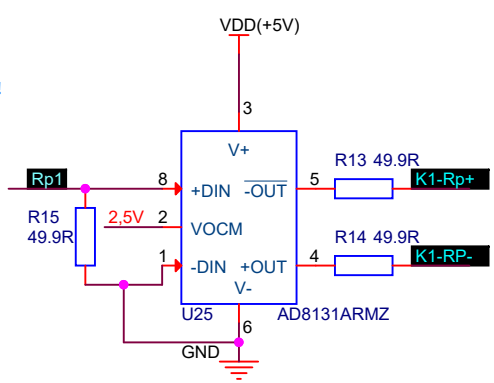 VDD(+5V)
3
V+
R13 49.9R
Rp1
8
+DIN
-OUT
5
K1-Rp+
R15
49.9R
2,5V
2
VOCM
R14 49.9R
1
-DIN
+OUT
4
K1-RP-
V-
U25
6
AD8131ARMZ
GND